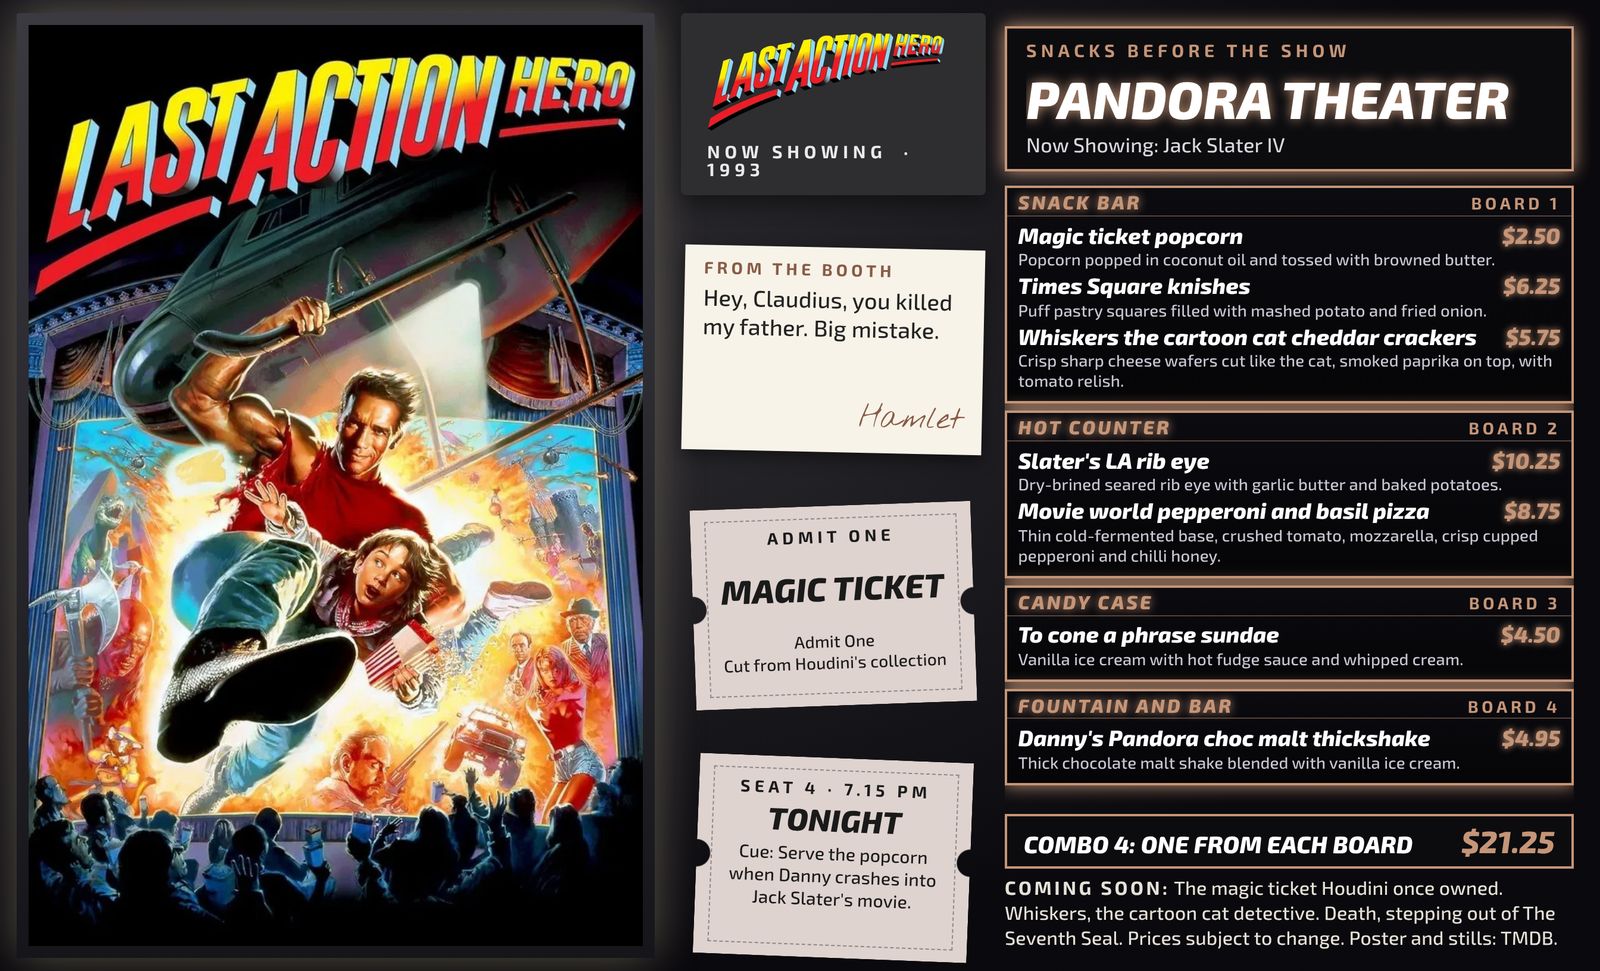 LAST ACTION HERO
LAST ACTION HERO
NOW SHOWING ·
1993
FROM THE BOOTH
Hey, Claudius, you killed
my father. Big mistake.
Hamlet
ADMIT ONE
MAGIC TICKET
Admit One
Cut from Houdini's collection
SEAT 4 · 7.15 PM
TONIGHT
Cue: Serve the popcorn
when Danny crashes into
Jack Slater's movie.
SNACKS BEFORE THE SHOW
PANDORA THEATER
Now Showing: Jack Slater IV
SNACK BAR BOARD 1
Magic ticket popcorn $2.50
Popcorn popped in coconut oil and tossed with browned butter.
Times Square knishes $6.25
Puff pastry squares filled with mashed potato and fried onion.
Whiskers the cartoon cat cheddar crackers $5.75
Crisp sharp cheese wafers cut like the cat, smoked paprika on top, with
tomato relish.
HOT COUNTER BOARD 2
Slater's LA rib eye $10.25
Dry-brined seared rib eye with garlic butter and baked potatoes.
Movie world pepperoni and basil pizza $8.75
Thin cold-fermented base, crushed tomato, mozzarella, crisp cupped
pepperoni and chilli honey.
CANDY CASE BOARD 3
To cone a phrase sundae $4.50
Vanilla ice cream with hot fudge sauce and whipped cream.
FOUNTAIN AND BAR BOARD 4
Danny's Pandora choc malt thickshake $4.95
Thick chocolate malt shake blended with vanilla ice cream.
COMBO 4: ONE FROM EACH BOARD $21.25
COMING SOON: The magic ticket Houdini once owned.
Whiskers, the cartoon cat detective. Death, stepping out of The
Seventh Seal. Prices subject to change. Poster and stills: TMDB.